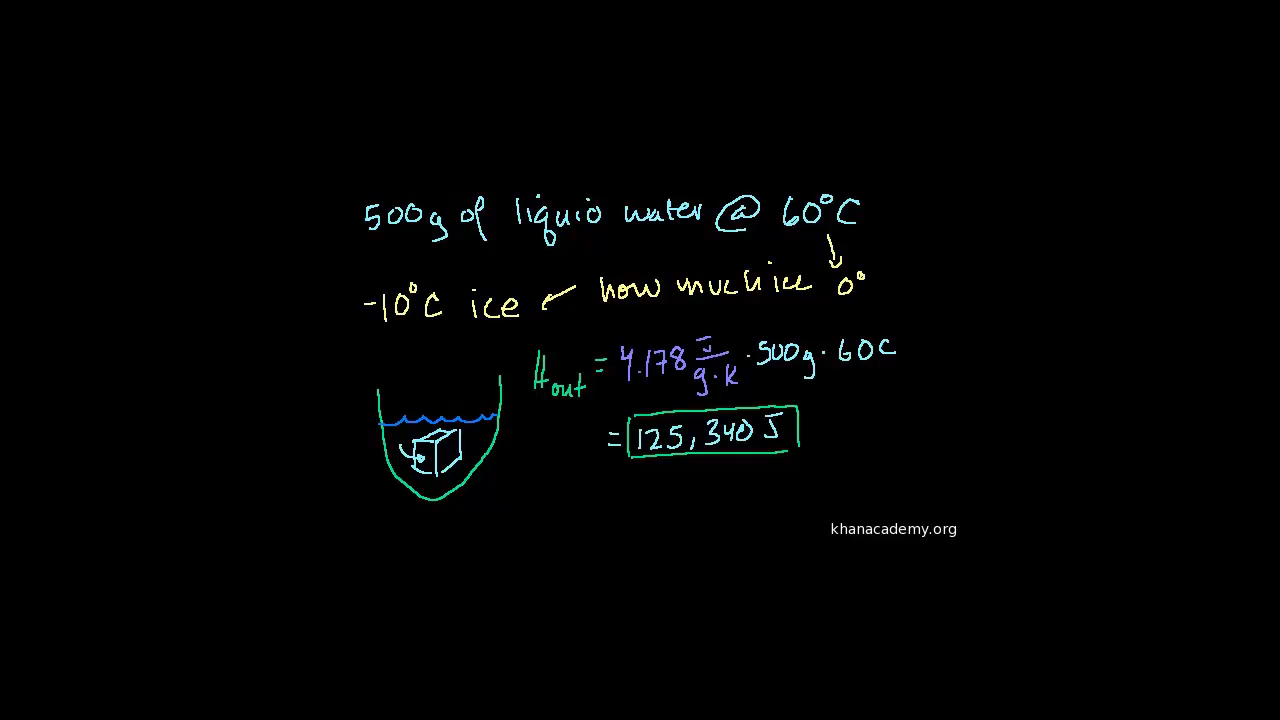 500g of liquid water @ 60°C
-10°C ice how much ice 0°
Hout = 4.178 J/g·K · 500g · 60C
= 125,340 J
khanacademy.org